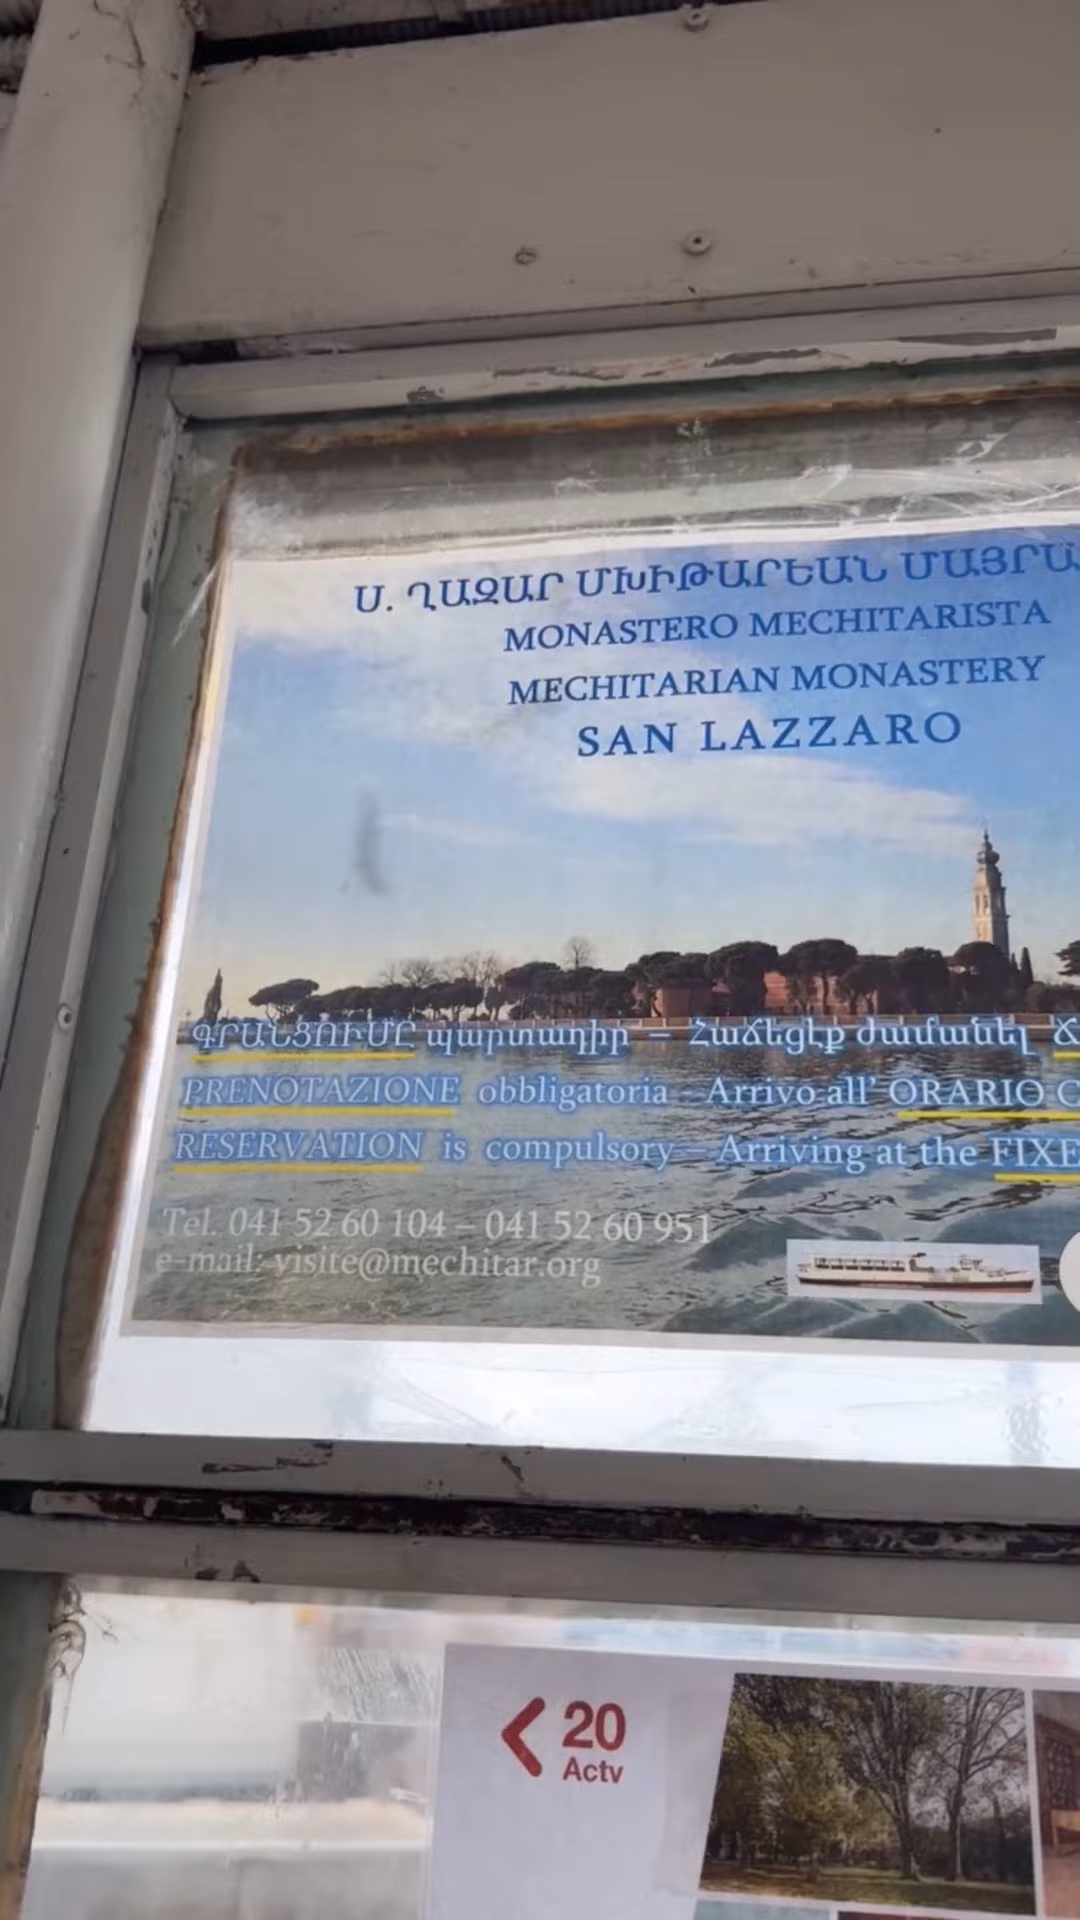 Ս. ՂԱԶԱՐ ՄԽԻԹԱՐԵԱՆ ՄԱՅՐԱ
MONASTERO MECHITARISTA
MECHITARIAN MONASTERY
SAN LAZZARO
ԳՐԱՆՑՈՒՄԸ պարտադիր – Հաճեցէք ժամանել Ճ
PRENOTAZIONE obbligatoria – Arrivo all’ ORARIO C
RESERVATION is compulsory – Arriving at the FIXE
Tel. 041 52 60 104 – 041 52 60 951
e-mail: visite@mechitar.org
20
Actv